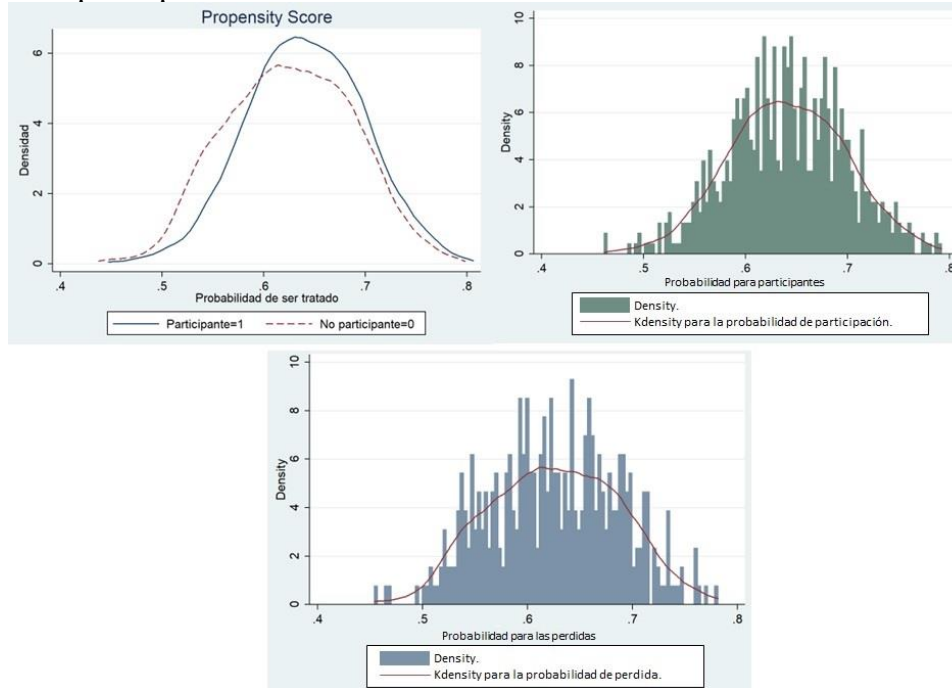 Propensity Score
Densidad
6
4
2
0
.4 .5 .6 .7 .8
Probabilidad de ser tratado
Participante=1 No participante=0
Density
10
8
6
4
2
0
.4 .5 .6 .7 .8
Probabilidad para participantes
Density.
Kdensity para la probabilidad de participación.
Density
10
8
6
4
2
0
.4 .5 .6 .7 .8
Probabilidad para las perdidas
Density.
Kdensity para la probabilidad de perdida.